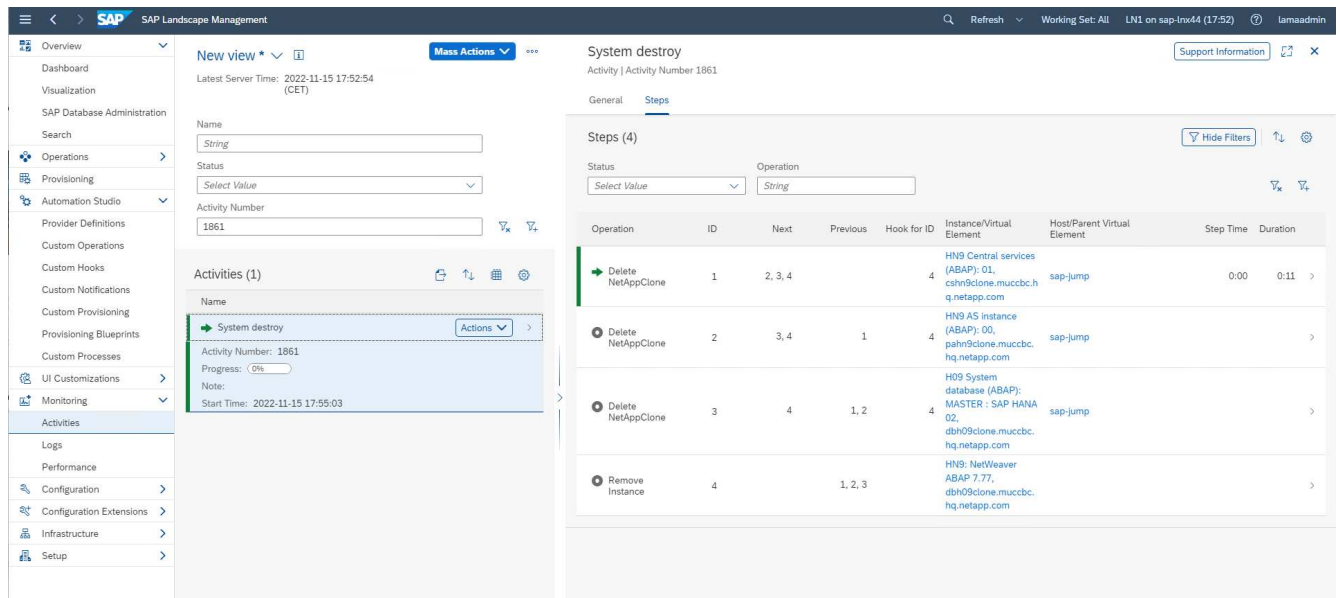 SAP SAP Landscape Management
Refresh Working Set: All LN1 on sap-lnx44 (17:52) lamaadmin
Overview
Dashboard
Visualization
SAP Database Administration
Search
Operations
Provisioning
Automation Studio
Provider Definitions
Custom Operations
Custom Hooks
Custom Notifications
Custom Provisioning
Provisioning Blueprints
Custom Processes
UI Customizations
Monitoring
Activities
Logs
Performance
Configuration
Configuration Extensions
Infrastructure
Setup
New view *
Mass Actions
Latest Server Time: 2022-11-15 17:52:54
(CET)
Name
String
Status
Select Value
Activity Number
1861
Activities (1)
Name
System destroy Actions
Activity Number: 1861
Progress: 0%
Note:
Start Time: 2022-11-15 17:55:03
System destroy
Support Information
Activity | Activity Number 1861
General Steps
Steps (4)
Hide Filters
Status Operation
Select Value String
Operation ID Next Previous Hook for ID Instance/Virtual Element Host/Parent Virtual Element Step Time Duration
Delete NetAppClone 1 2, 3, 4 4
HN9 Central services
(ABAP): 01,
cshn9clone.muccbc.h
q.netapp.com
sap-jump 0:00 0:11
Delete NetAppClone 2 3, 4 1 4
HN9 AS instance
(ABAP): 00,
pahn9clone.muccbc.
hq.netapp.com
sap-jump
Delete NetAppClone 3 4 1, 2 4
H09 System
database (ABAP):
MASTER : SAP HANA
02,
dbh09clone.muccbc.
hq.netapp.com
sap-jump
Remove Instance 4 1, 2, 3
HN9: NetWeaver
ABAP 7.77,
dbh09clone.muccbc.
hq.netapp.com